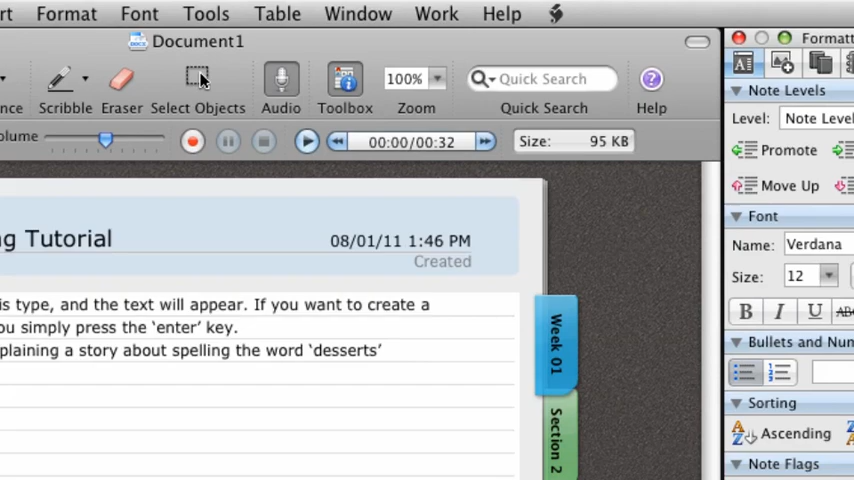 rt Format Font Tools Table Window Work Help
Document1
Formatt
nce Scribble Eraser Select Objects Audio Toolbox 100% Zoom Quick Search Quick Search Help
olume 00:00/00:32 Size: 95 KB
Note Levels
Level: Note Level
Promote
Move Up
Font
Name: Verdana
Size: 12
B I U ABC
Bullets and Num
Sorting
A Z Ascending
Note Flags
ng Tutorial 08/01/11 1:46 PM
Created
is type, and the text will appear. If you want to create a
ou simply press the ‘enter’ key.
plaining a story about spelling the word ‘desserts’
Week 01
Section 2